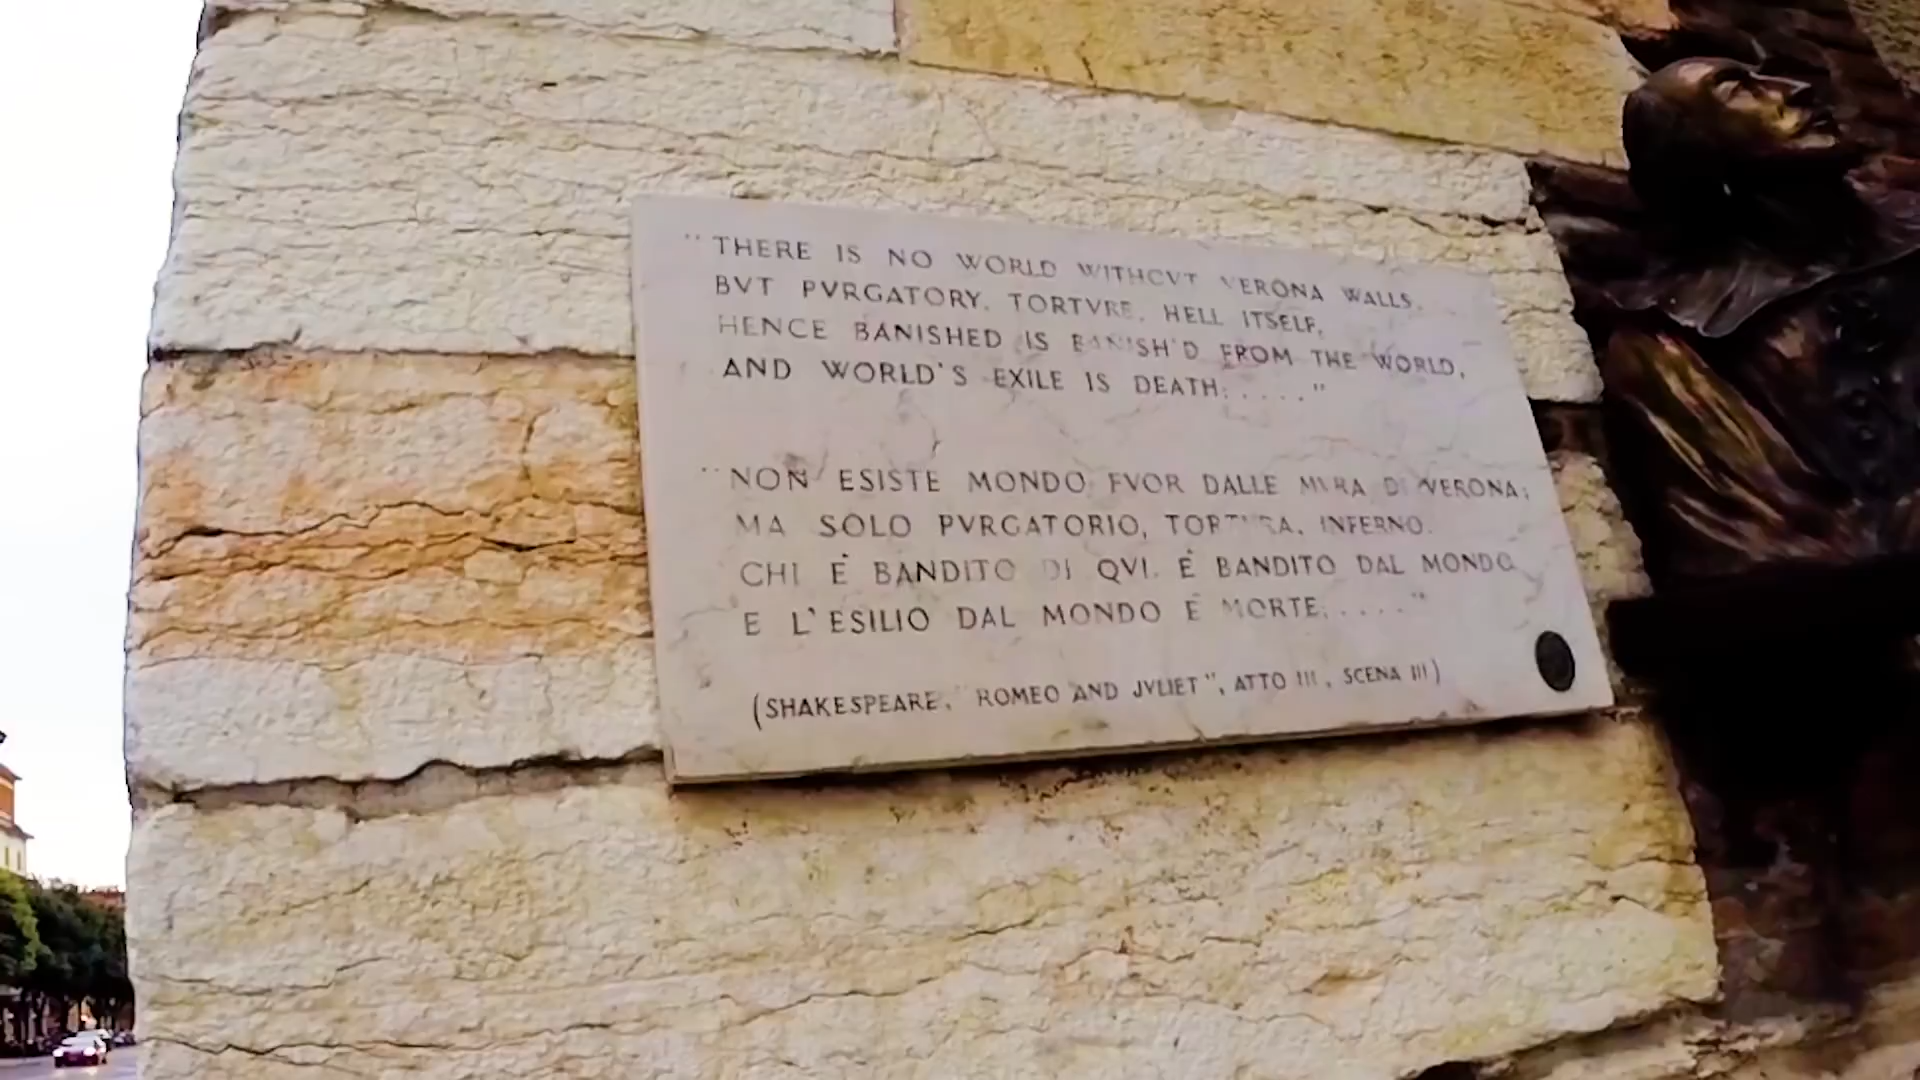 "THERE IS NO WORLD WITHOVT VERONA WALLS,
BVT PVRGATORY, TORTVRE, HELL ITSELF,
HENCE BANISHED IS BANISH'D FROM THE WORLD,
AND WORLD'S EXILE IS DEATH: . . . . "
"NON ESISTE MONDO FVOR DALLE MVRA DI VERONA;
MA SOLO PVRGATORIO, TORTVRA, INFERNO.
CHI È BANDITO DI QVI, È BANDITO DAL MONDO
E L'ESILIO DAL MONDO È MORTE: . . . . "
(SHAKESPEARE, "ROMEO AND JVLIET", ATTO III, SCENA III)